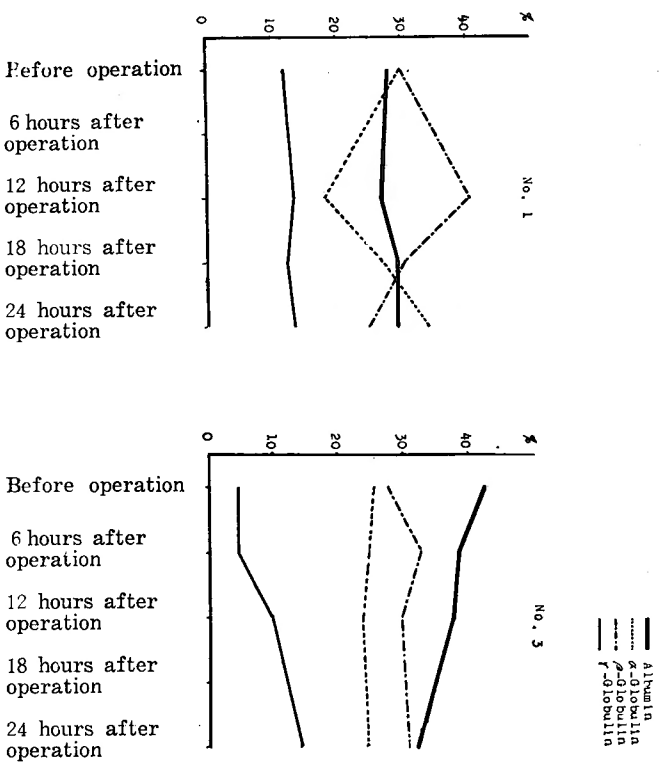 0 10 20 30 40 %
Before operation
6 hours after
operation
12 hours after
operation
18 hours after
operation
24 hours after
operation
No. 1
0 10 20 30 40 %
Before operation
6 hours after
operation
12 hours after
operation
18 hours after
operation
24 hours after
operation
No. 3
Albumin
α-Globulin
β-Globulin
γ-Globulin